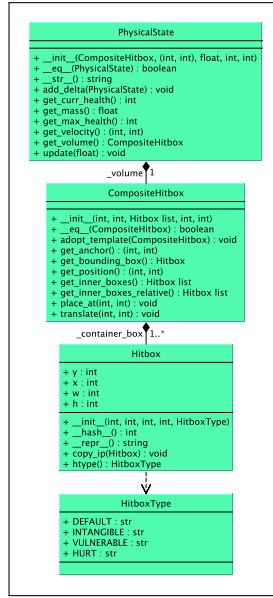 PhysicalState
+ __init__(CompositeHitbox, (int, int), float, int, int)
+ __eq__(PhysicalState) : boolean
+ __str__() : string
+ add_delta(PhysicalState) : void
+ get_curr_health() : int
+ get_mass() : float
+ get_max_health() : int
+ get_velocity() : (int, int)
+ get_volume() : CompositeHitbox
+ update(float) : void
_volume 1
CompositeHitbox
+ __init__(int, int, Hitbox list, int, int)
+ __eq__(CompositeHitbox) : boolean
+ adopt_template(CompositeHitbox) : void
+ get_anchor() : (int, int)
+ get_bounding_box() : Hitbox
+ get_position() : (int, int)
+ get_inner_boxes() : Hitbox list
+ get_inner_boxes_relative() : Hitbox list
+ place_at(int, int) : void
+ translate(int, int) : void
_container_box 1..*
Hitbox
+ y : int
+ x : int
+ w : int
+ h : int
+ __init__(int, int, int, int, HitboxType)
+ __hash__() : int
+ __repr__() : string
+ copy_ip(Hitbox) : void
+ htype() : HitboxType
HitboxType
+ DEFAULT : str
+ INTANGIBLE : str
+ VULNERABLE : str
+ HURT : str